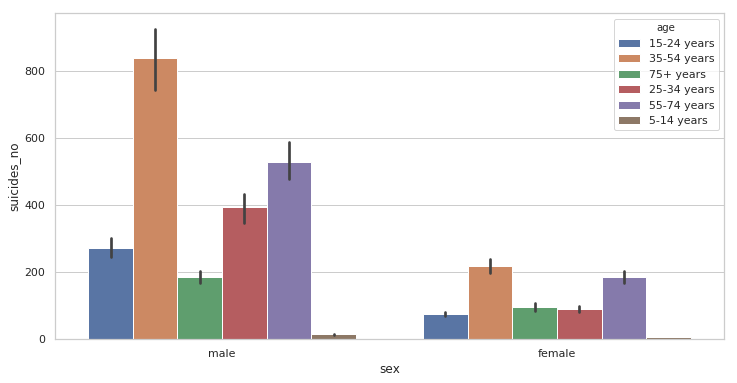 age
15-24 years
35-54 years
75+ years
25-34 years
55-74 years
5-14 years
suicides_no
800
600
400
200
0
male
female
sex